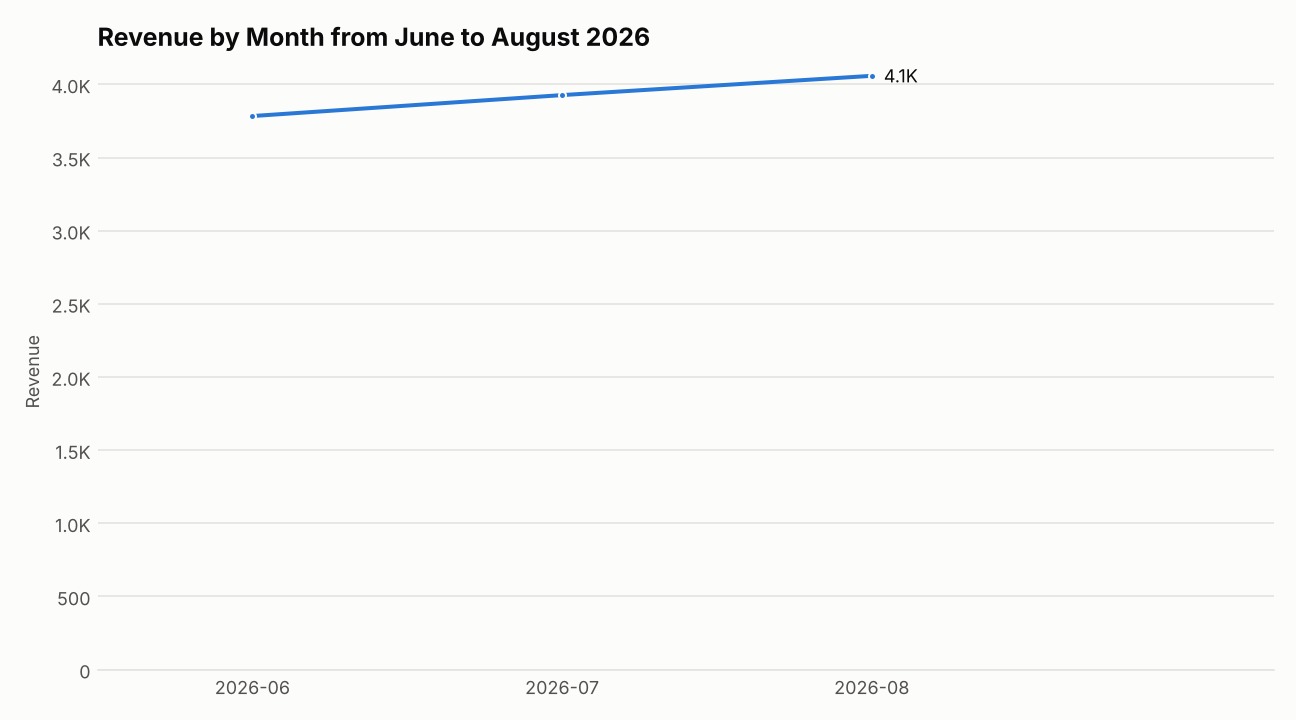 Revenue by Month from June to August 2026
4.0K
4.1K
3.5K
3.0K
2.5K
Revenue
2.0K
1.5K
1.0K
500
0
2026-06
2026-07
2026-08